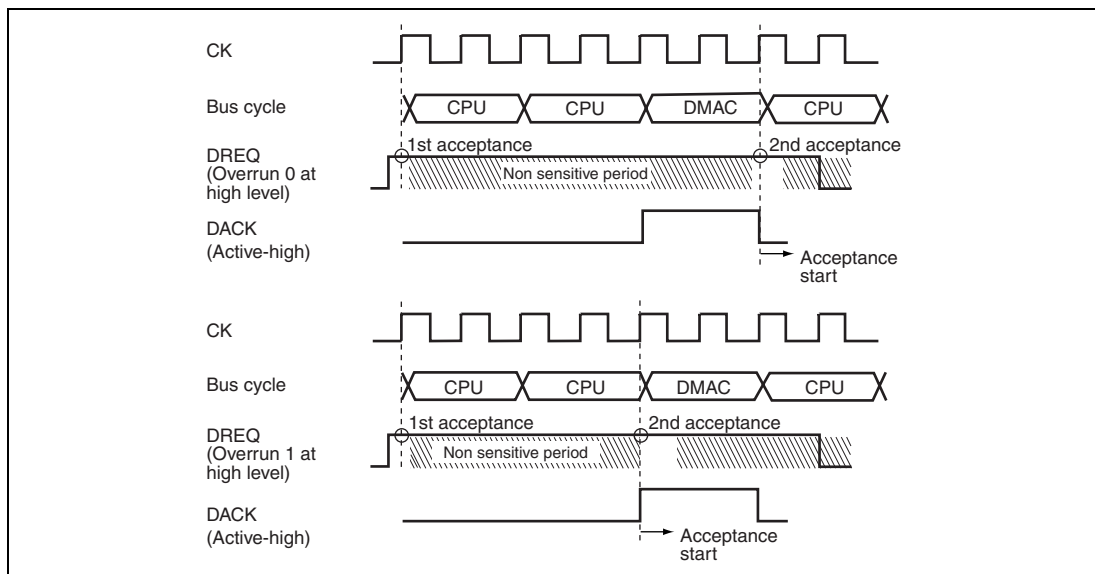 CK
Bus cycle
CPU CPU DMAC CPU
1st acceptance 2nd acceptance
DREQ
(Overrun 0 at
high level)
Non sensitive period
DACK
(Active-high)
Acceptance
start
CK
Bus cycle
CPU CPU DMAC CPU
1st acceptance 2nd acceptance
DREQ
(Overrun 1 at
high level)
Non sensitive period
DACK
(Active-high)
Acceptance
start